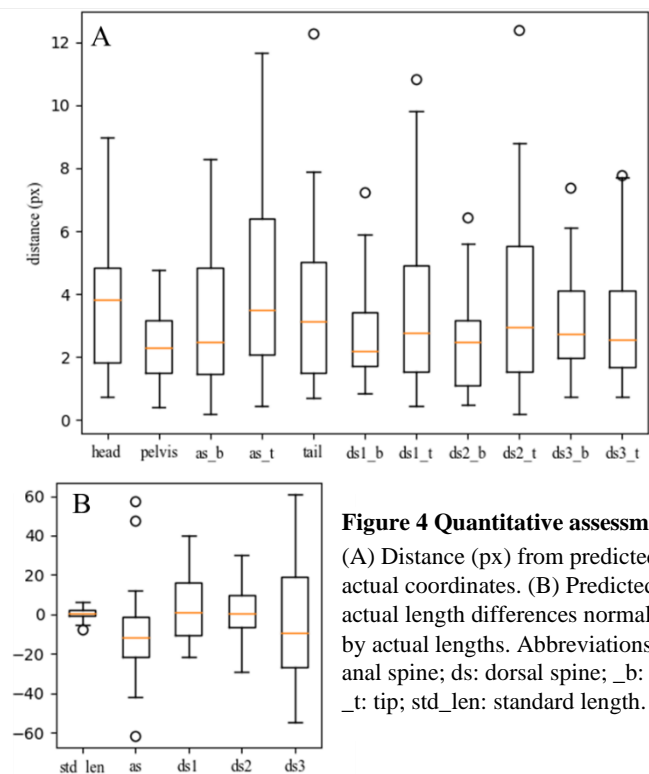 A
12
10
8
6
4
2
0
distance (px)
head pelvis as_b as_t tail ds1_b ds1_t ds2_b ds2_t ds3_b ds3_t
B
60
40
20
0
−20
−40
−60
std_len as ds1 ds2 ds3
Figure 4 Quantitative assessm
(A) Distance (px) from predicted
actual coordinates. (B) Predicted
actual length differences normal
by actual lengths. Abbreviations
anal spine; ds: dorsal spine; _b:
_t: tip; std_len: standard length.